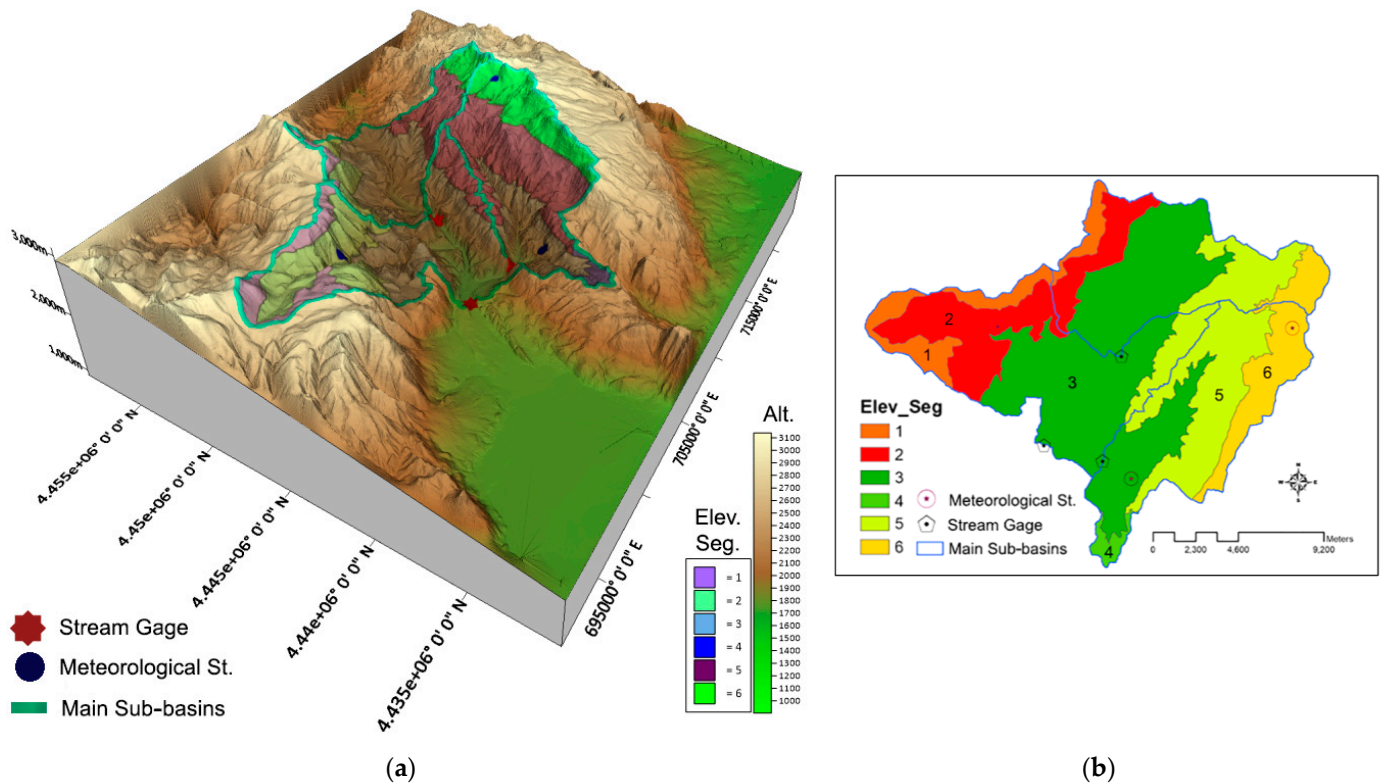 3,000m
2,000m
1,000m
4.455e+06° 0' 0" N
4.45e+06° 0' 0" N
4.445e+06° 0' 0" N
4.44e+06° 0' 0" N
4.435e+06° 0' 0" N
695000° 0' 0" E
705000° 0' 0" E
715000° 0' 0" E
Stream Gage
Meteorological St.
Main Sub-basins
Elev.
Seg.
= 1
= 2
= 3
= 4
= 5
= 6
Alt.
3100
3000
2900
2800
2700
2600
2500
2400
2300
2200
2100
2000
1900
1800
1700
1600
1500
1400
1300
1200
1100
1000
(a)
2
1
3
5
6
4
Elev_Seg
1
2
3
4
5
6
Meteorological St.
Stream Gage
Main Sub-basins
N
W E
S
Meters
0 2,300 4,600 9,200
(b)